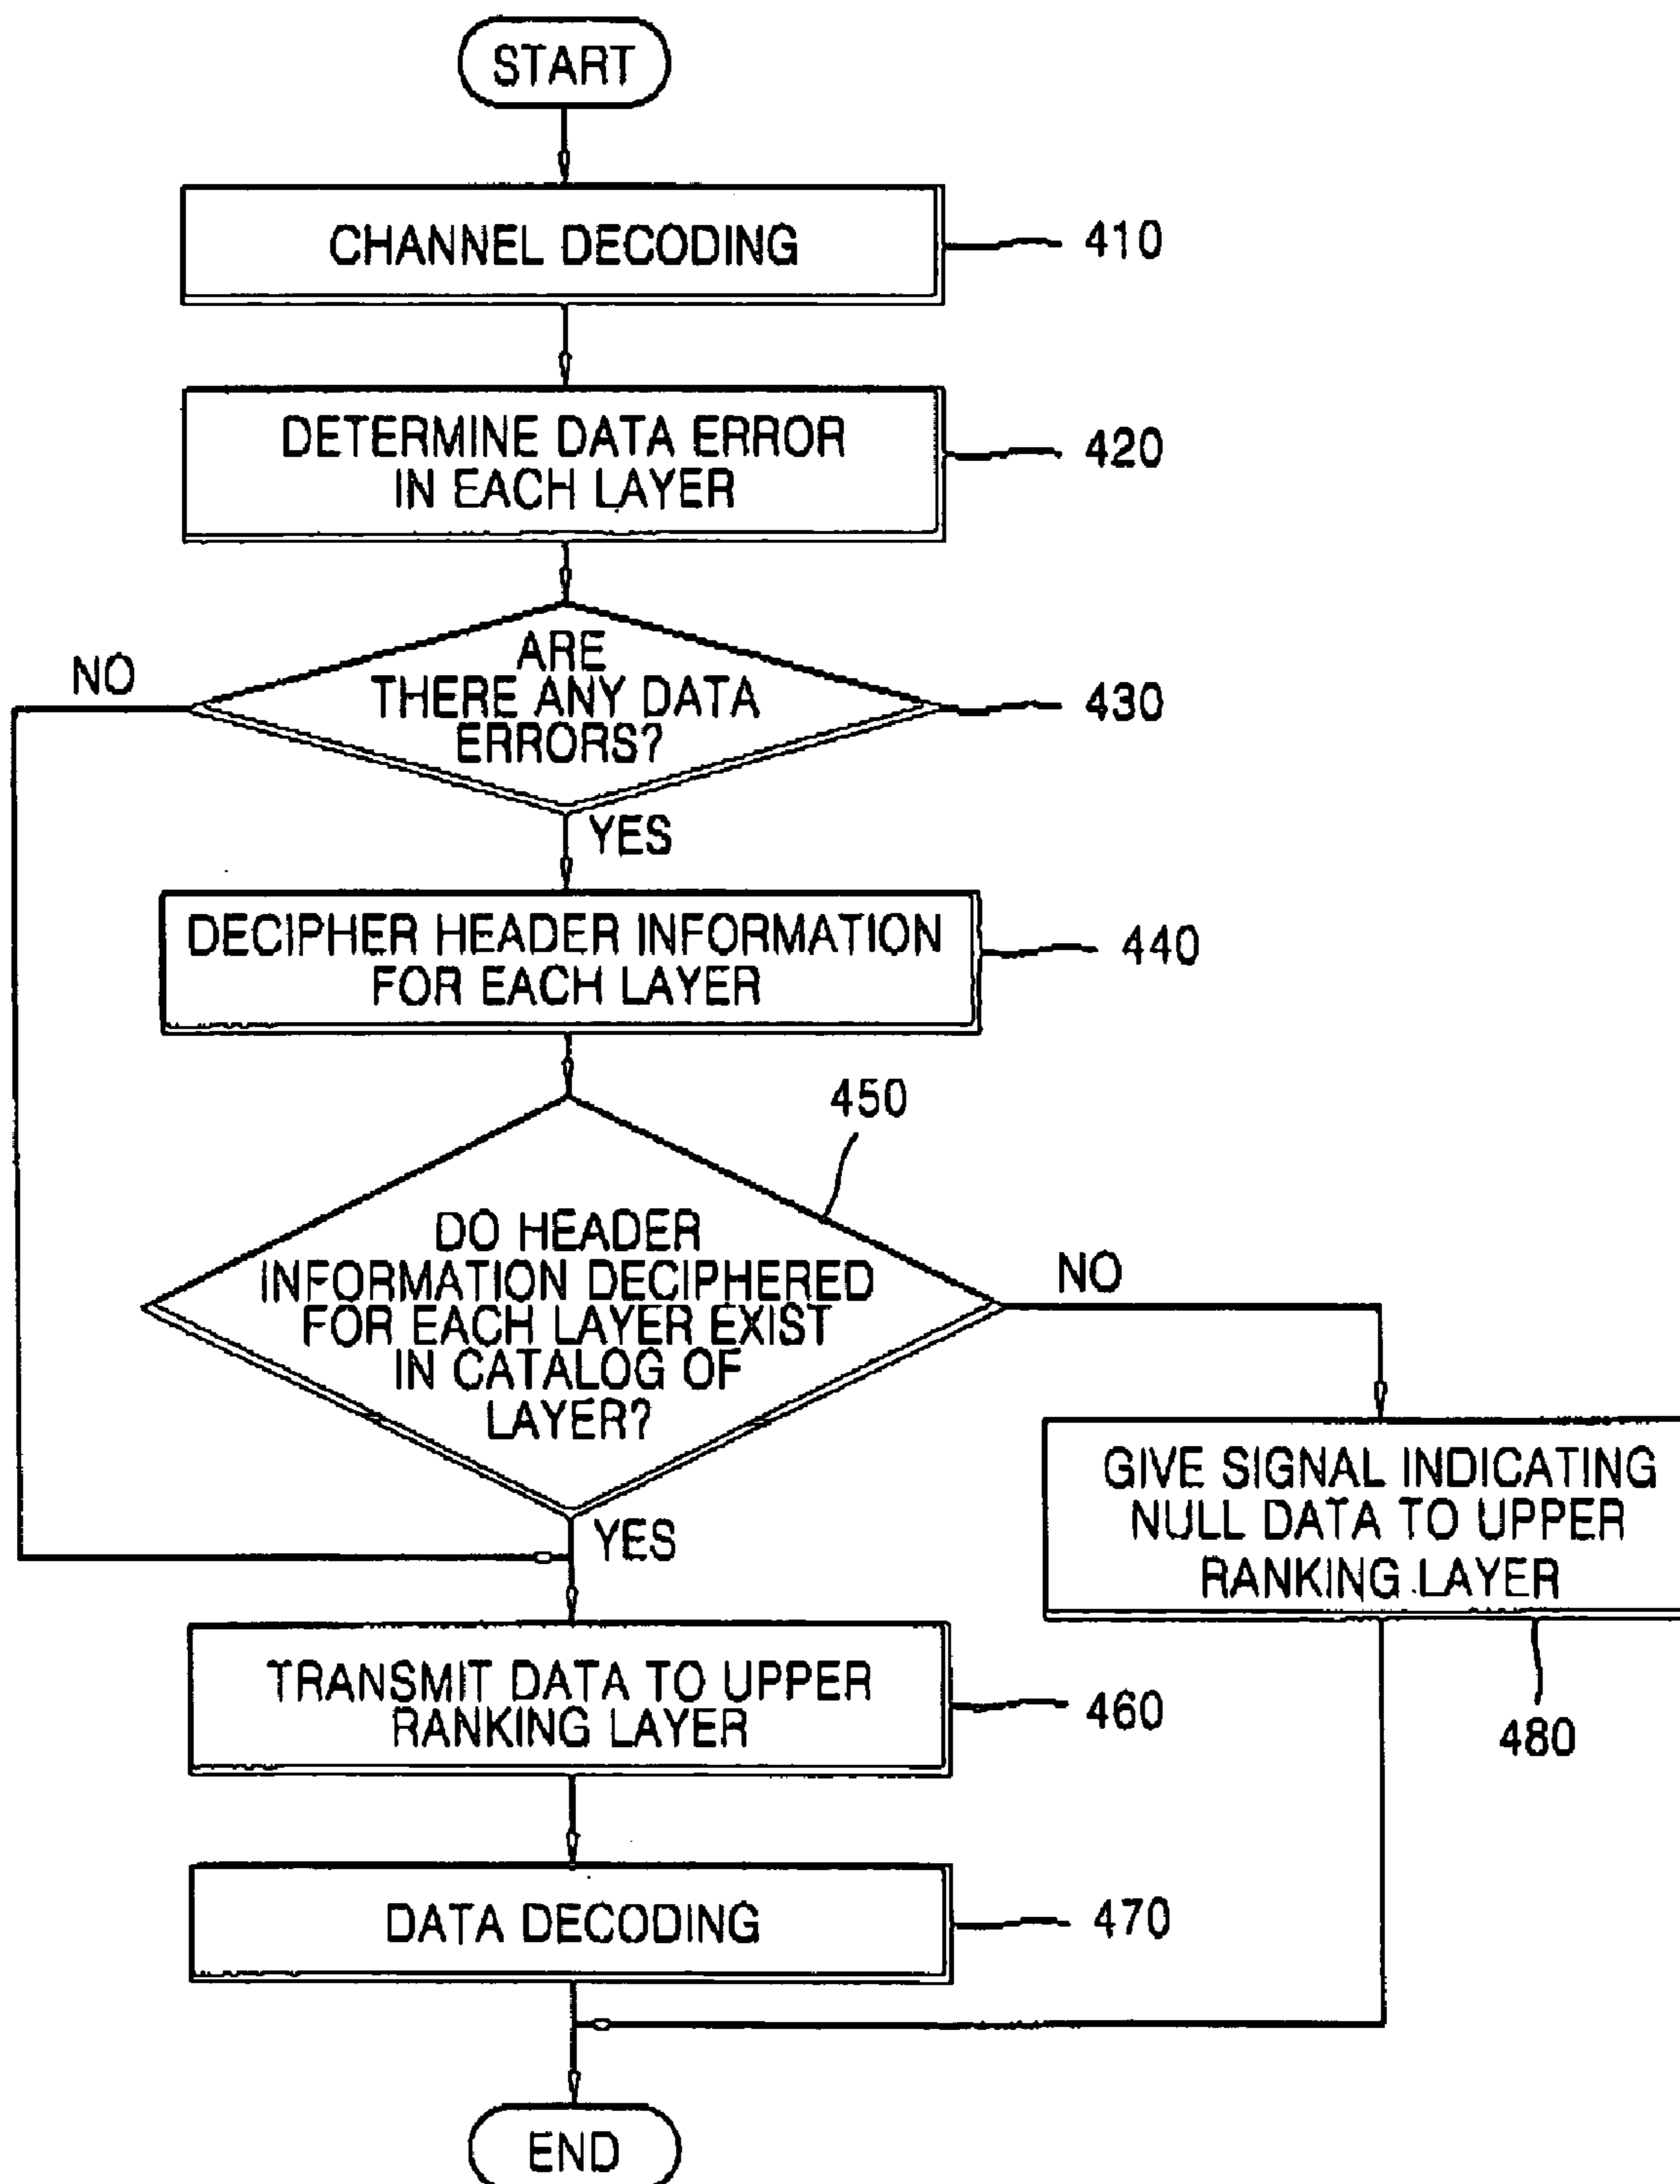 START
CHANNEL DECODING
410
DETERMINE DATA ERROR
IN EACH LAYER
420
ARE
THERE ANY DATA
ERRORS?
430
NO
YES
DECIPHER HEADER INFORMATION
FOR EACH LAYER
440
450
DO HEADER
INFORMATION DECIPHERED
FOR EACH LAYER EXIST
IN CATALOG OF
LAYER?
NO
YES
GIVE SIGNAL INDICATING
NULL DATA TO UPPER
RANKING LAYER
480
TRANSMIT DATA TO UPPER
RANKING LAYER
460
DATA DECODING
470
END